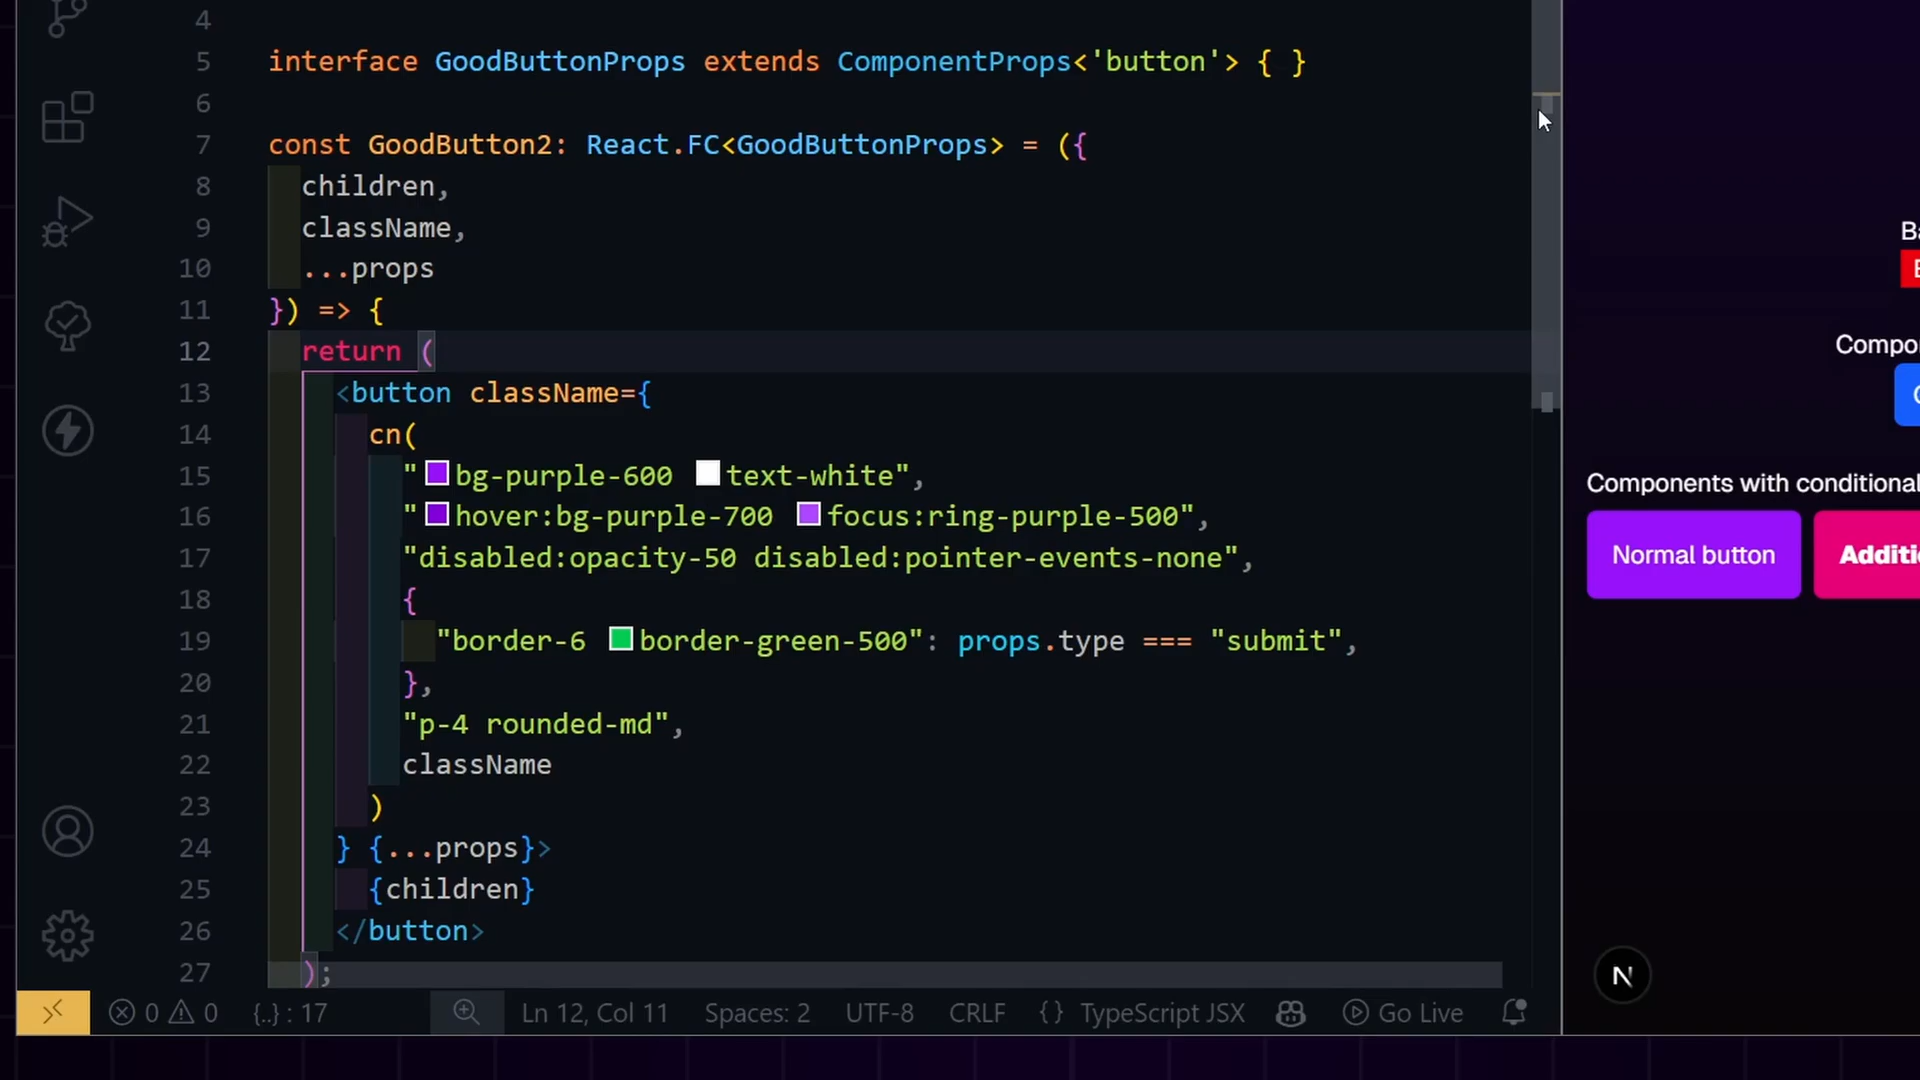 4
5 interface GoodButtonProps extends ComponentProps<'button'> { }
6
7 const GoodButton2: React.FC<GoodButtonProps> = ({
8 children,
9 className,
10 ...props
11 }) => {
12 return (
13 <button className={
14 cn(
15 "bg-purple-600 text-white",
16 "hover:bg-purple-700 focus:ring-purple-500",
17 "disabled:opacity-50 disabled:pointer-events-none",
18 {
19 "border-6 border-green-500": props.type === "submit",
20 },
21 "p-4 rounded-md",
22 className
23 )
24 } {...props}>
25 {children}
26 </button>
27 );
0 0 {..} : 17 Ln 12, Col 11 Spaces: 2 UTF-8 CRLF {} TypeScript JSX Go Live
Components with conditional
Normal button
N